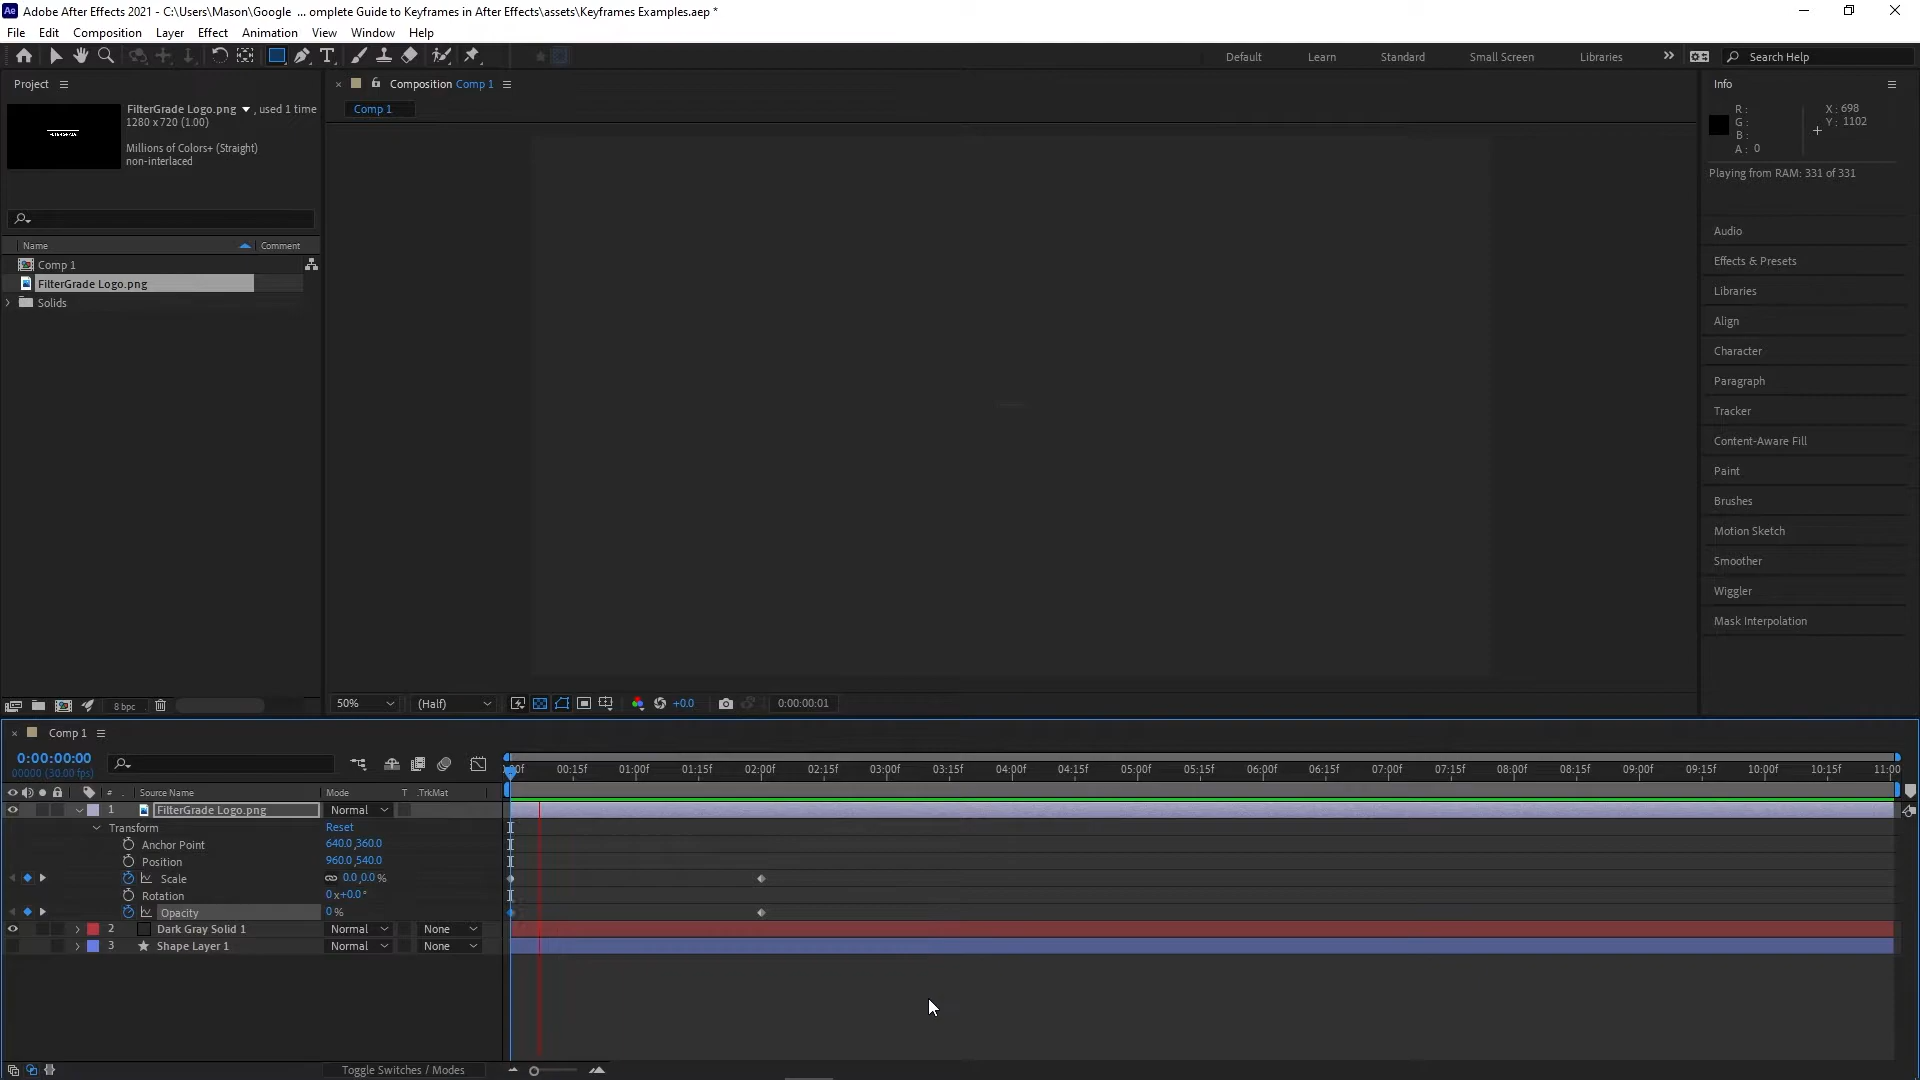 Adobe After Effects 2021 - C:\Users\Mason\Google ... omplete Guide to Keyframes in After Effects\assets\Keyframes Examples.aep *
File Edit Composition Layer Effect Animation View Window Help
Default Learn Standard Small Screen Libraries Search Help
Project
FilterGrade Logo.png , used 1 time
1280 x 720 (1.00)
Millions of Colors+ (Straight)
non-interlaced
Name Comment
Comp 1
FilterGrade Logo.png
Solids
8 bpc
Composition Comp 1
Comp 1
50% (Half) +0.0 0:00:00:01
Info
R :
G :
B :
A : 0
X : 698
Y : 1102
Playing from RAM: 331 of 331
Audio
Effects & Presets
Libraries
Align
Character
Paragraph
Tracker
Content-Aware Fill
Paint
Brushes
Motion Sketch
Smoother
Wiggler
Mask Interpolation
Comp 1
0:00:00:00
00000 (30.00 fps)
00f 00:15f 01:00f 01:15f 02:00f 02:15f 03:00f 03:15f 04:00f 04:15f 05:00f 05:15f 06:00f 06:15f 07:00f 07:15f 08:00f 08:15f 09:00f 09:15f 10:00f 10:15f 11:00
# Source Name Mode T .TrkMat
1 FilterGrade Logo.png Normal
Transform Reset
Anchor Point 640.0,360.0
Position 960.0,540.0
Scale 0.0,0.0 %
Rotation 0 x+0.0 °
Opacity 0 %
2 Dark Gray Solid 1 Normal None
3 Shape Layer 1 Normal None
Toggle Switches / Modes